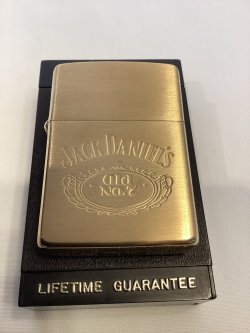 JACK DANIEL'S
OLD
NO.7
LIFETIME GUARANTEE